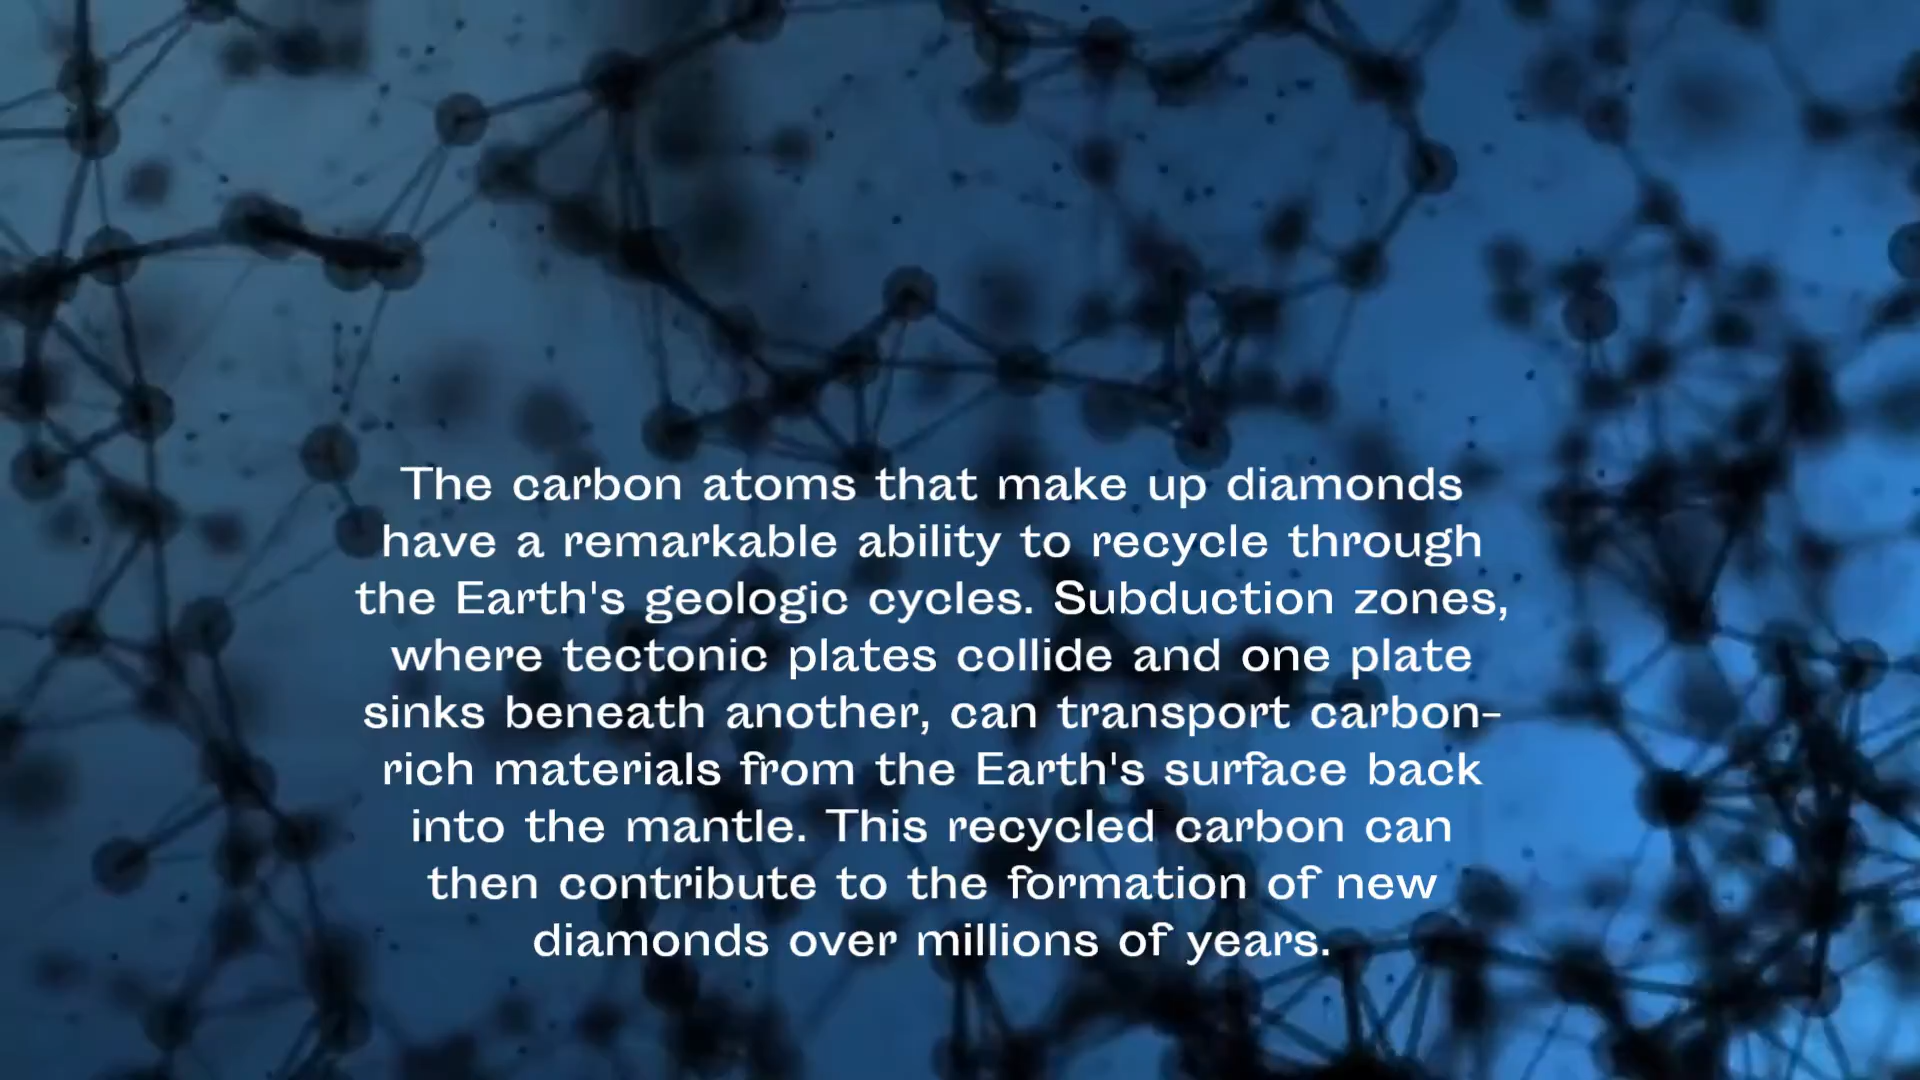 The carbon atoms that make up diamonds
have a remarkable ability to recycle through
the Earth's geologic cycles. Subduction zones,
where tectonic plates collide and one plate
sinks beneath another, can transport carbon-
rich materials from the Earth's surface back
into the mantle. This recycled carbon can
then contribute to the formation of new
diamonds over millions of years.